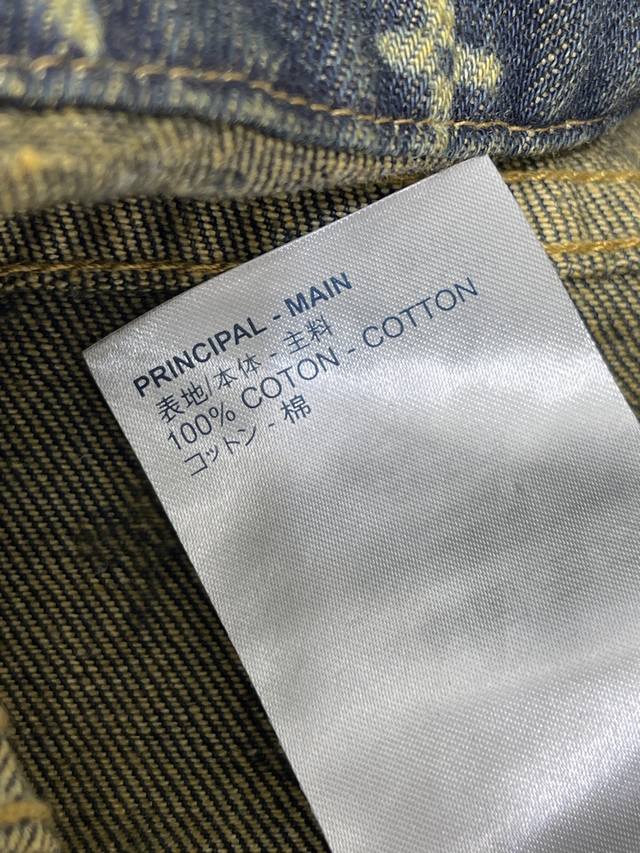 PRINCIPAL - MAIN
表地/本体 - 主料
100% COTON - COTTON
コットン - 棉